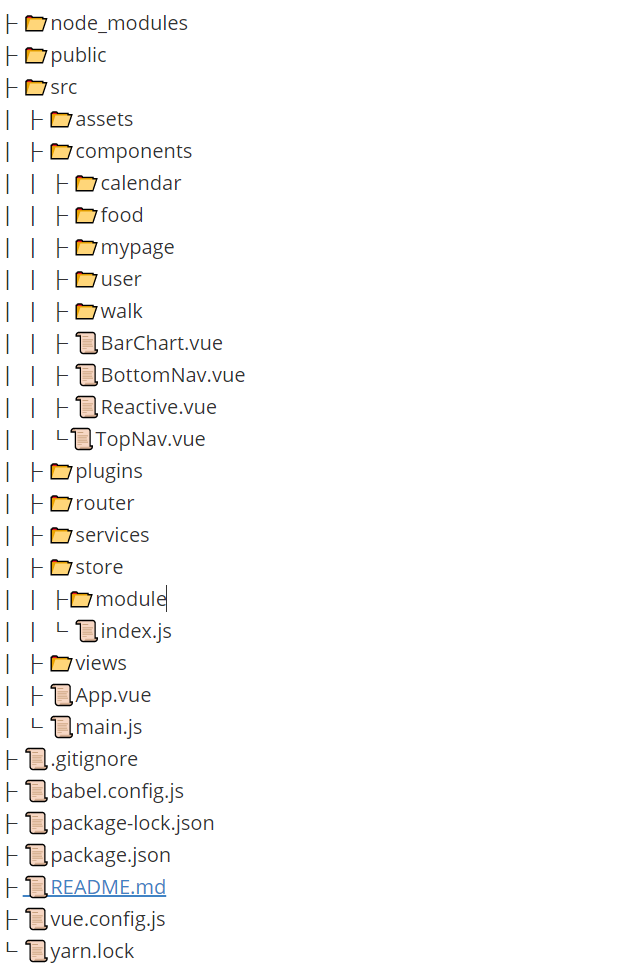 ├ 📂node_modules
├ 📂public
├ 📂src
│ ├ 📂assets
│ ├ 📂components
│ │ ├ 📂calendar
│ │ ├ 📂food
│ │ ├ 📂mypage
│ │ ├ 📂user
│ │ ├ 📂walk
│ │ ├ 📜BarChart.vue
│ │ ├ 📜BottomNav.vue
│ │ ├ 📜Reactive.vue
│ │ └📜TopNav.vue
│ ├ 📂plugins
│ ├ 📂router
│ ├ 📂services
│ ├ 📂store
│ │ ├📂module
│ │ └ 📜index.js
│ ├ 📂views
│ ├ 📜App.vue
│ └ 📜main.js
├ 📜.gitignore
├ 📜babel.config.js
├ 📜package-lock.json
├ 📜package.json
├ 📜README.md
├ 📜vue.config.js
└ 📜yarn.lock